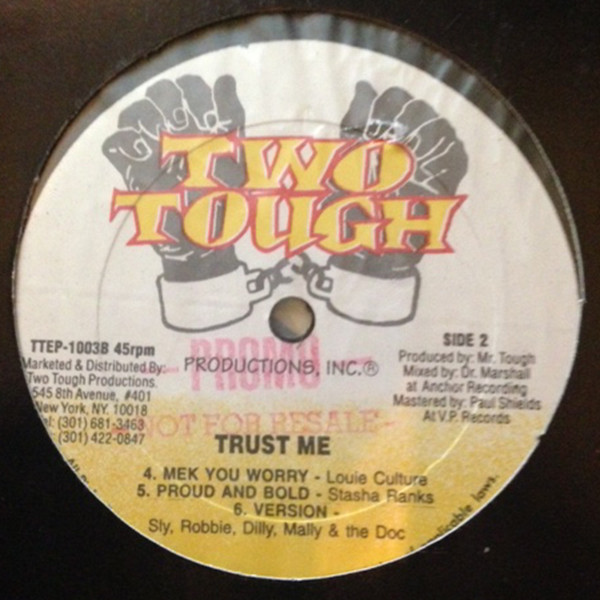 TWO
TOUGH
PROMO
PRODUCTIONS, INC.®
NOT FOR RESALE
TTEP-1003B 45rpm
Marketed & Distributed By:
Two Tough Productions.
545 8th Avenue, #401
New York, NY. 10018
(301) 681-3463
(301) 422-0847
SIDE 2
Produced by: Mr. Tough
Mixed by: Dr. Marshall
at Anchor Recording
Mastered by: Paul Shields
At V.P. Records
TRUST ME
4. MEK YOU WORRY - Louie Culture
5. PROUD AND BOLD - Stasha Ranks
6. VERSION -
Sly, Robbie, Dilly, Mally & the Doc
applicable laws.